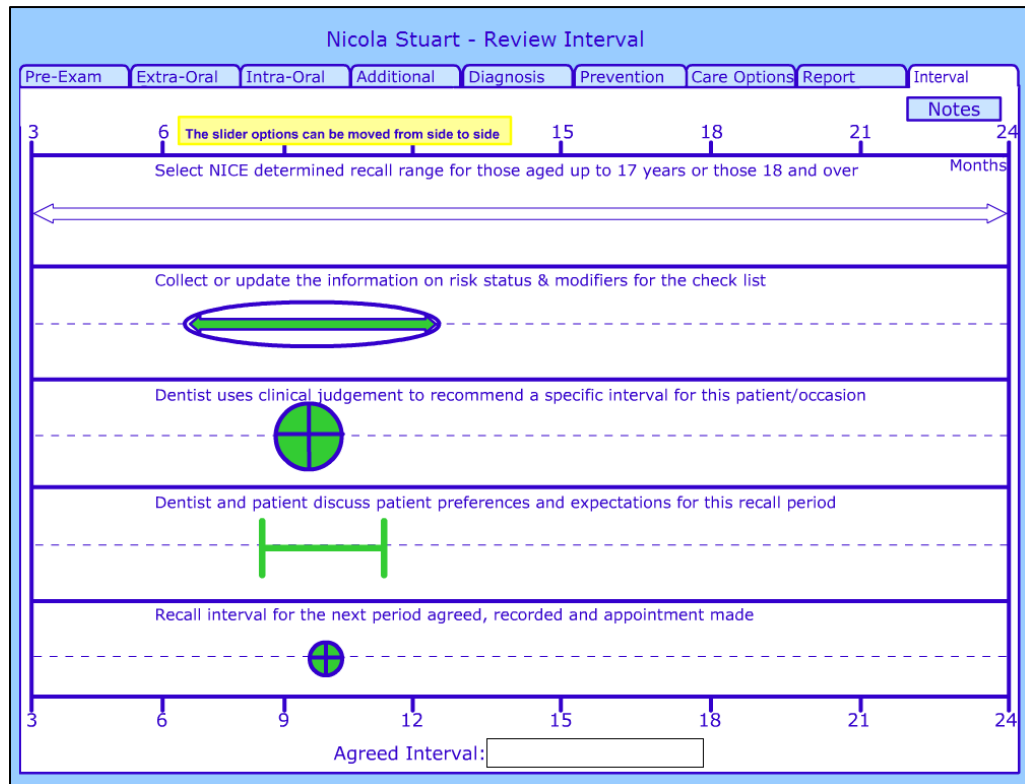 Nicola Stuart - Review Interval
Pre-Exam Extra-Oral Intra-Oral Additional Diagnosis Prevention Care Options Report Interval
Notes
3 6 The slider options can be moved from side to side 15 18 21 24
Select NICE determined recall range for those aged up to 17 years or those 18 and over Months
Collect or update the information on risk status & modifiers for the check list
Dentist uses clinical judgement to recommend a specific interval for this patient/occasion
Dentist and patient discuss patient preferences and expectations for this recall period
Recall interval for the next period agreed, recorded and appointment made
3 6 9 12 15 18 21 24
Agreed Interval: